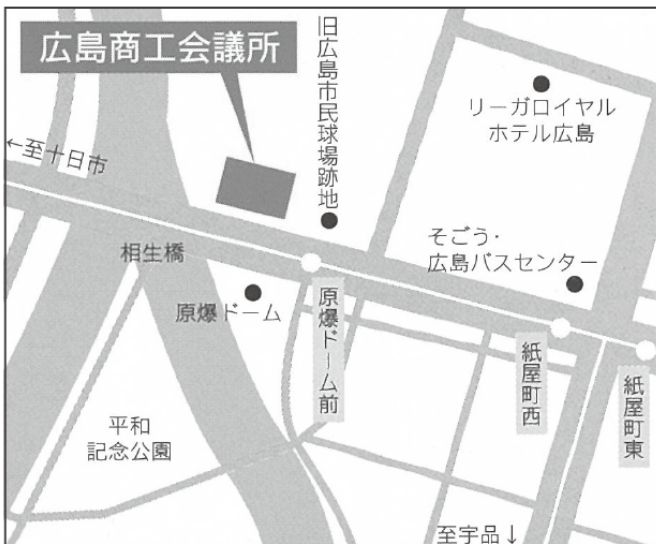 広島商工会議所
旧広島市民球場跡地
リーガロイヤル
ホテル広島
←至十日市
そごう・
広島バスセンター
相生橋
原爆ドーム
原爆ドーム前
紙屋町西
紙屋町東
平和
記念公園
至宇品↓